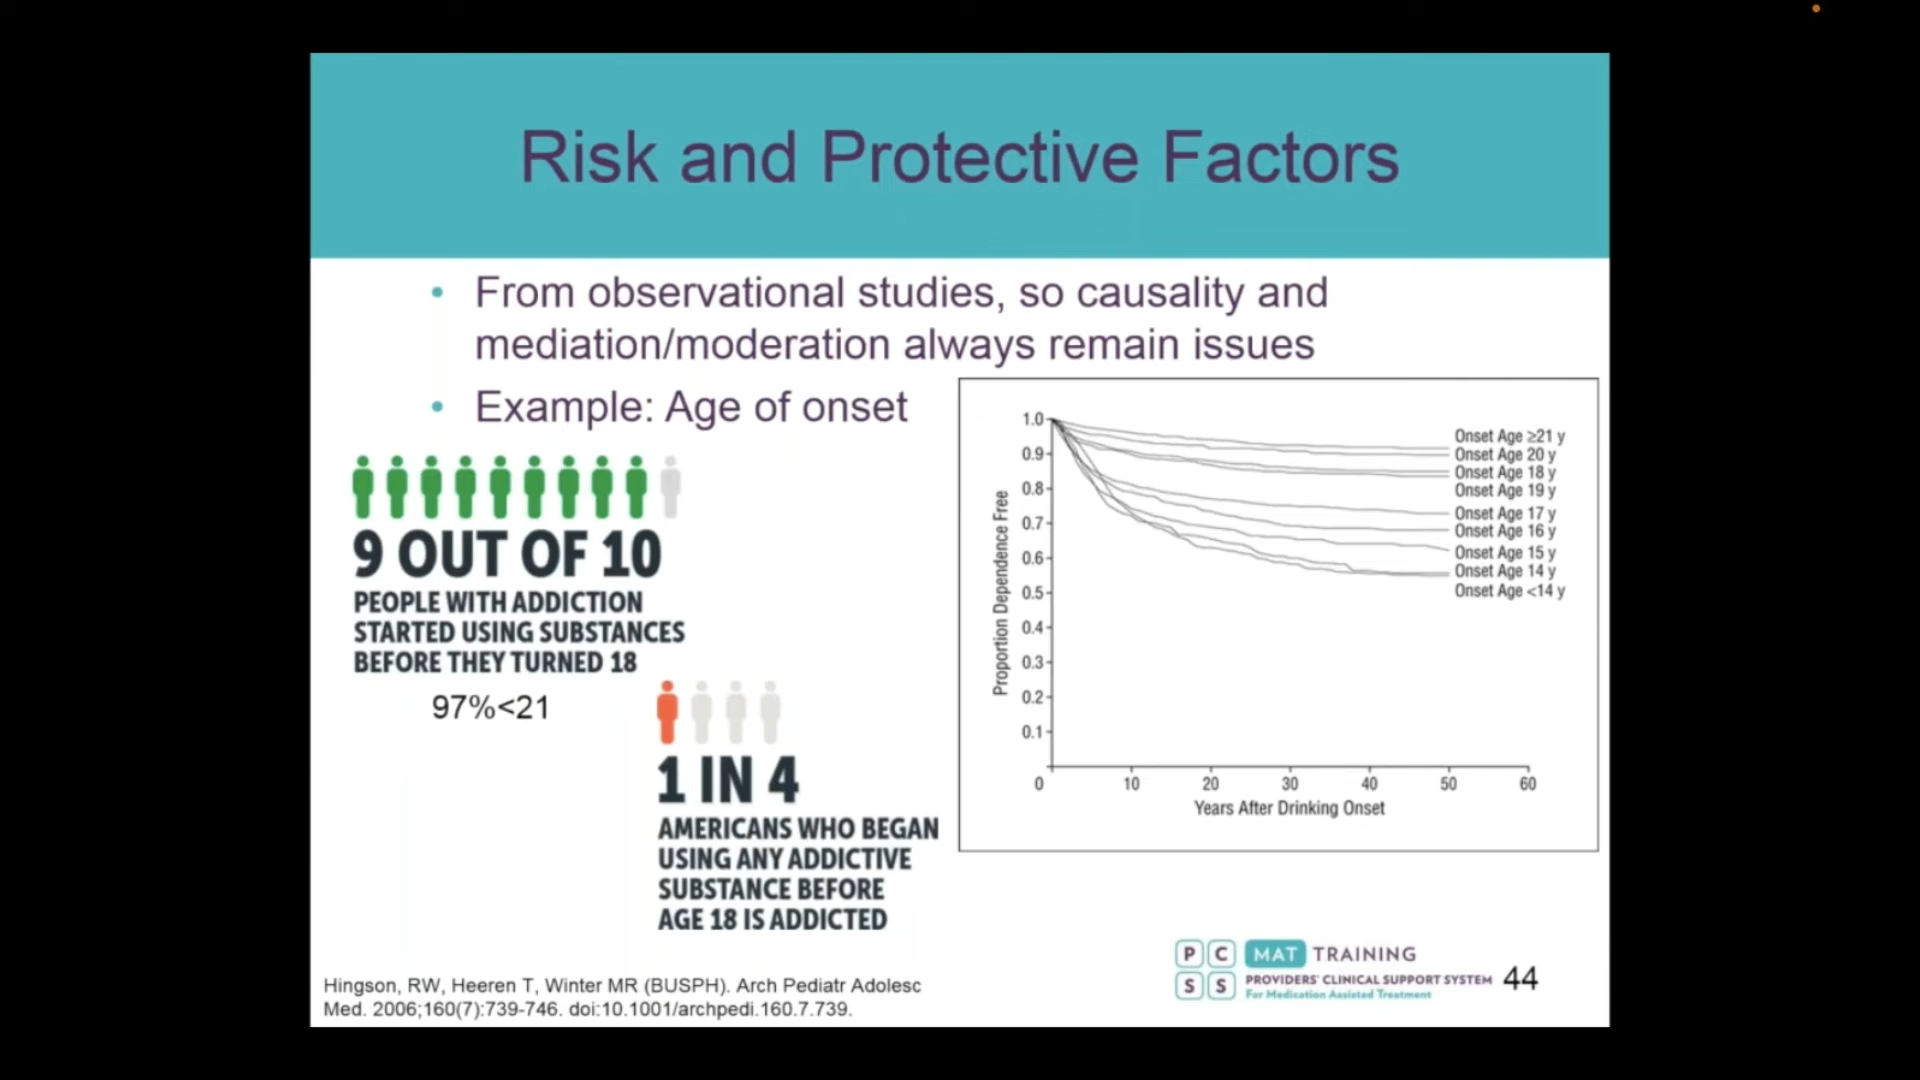 Risk and Protective Factors
• From observational studies, so causality and
mediation/moderation always remain issues
• Example: Age of onset
9 OUT OF 10
PEOPLE WITH ADDICTION
STARTED USING SUBSTANCES
BEFORE THEY TURNED 18
97%<21
1 IN 4
AMERICANS WHO BEGAN
USING ANY ADDICTIVE
SUBSTANCE BEFORE
AGE 18 IS ADDICTED
Proportion Dependence Free
1.0
0.9
0.8
0.7
0.6
0.5
0.4
0.3
0.2
0.1
0 10 20 30 40 50 60
Years After Drinking Onset
Onset Age ≥21 y
Onset Age 20 y
Onset Age 18 y
Onset Age 19 y
Onset Age 17 y
Onset Age 16 y
Onset Age 15 y
Onset Age 14 y
Onset Age <14 y
Hingson, RW, Heeren T, Winter MR (BUSPH). Arch Pediatr Adolesc
Med. 2006;160(7):739-746. doi:10.1001/archpedi.160.7.739.
P C MAT TRAINING
S S PROVIDERS' CLINICAL SUPPORT SYSTEM
For Medication Assisted Treatment
44